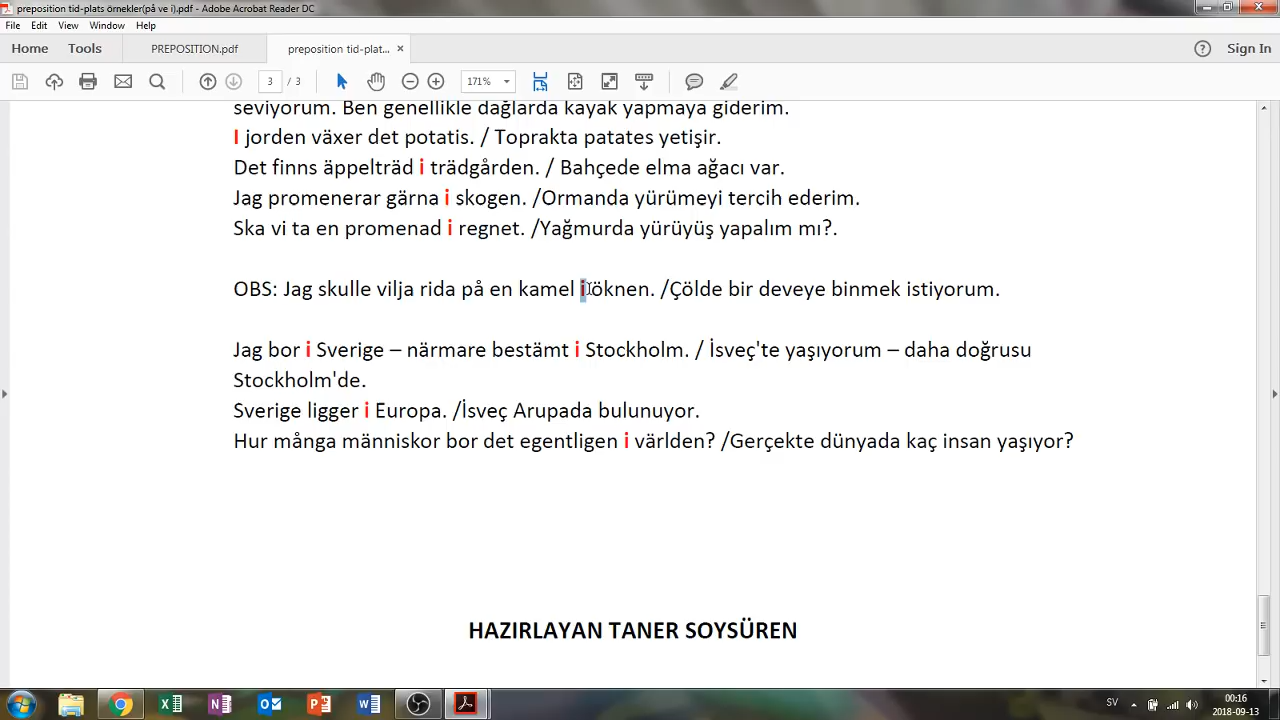 preposition tid-plats örnekler(på ve i).pdf - Adobe Acrobat Reader DC
File Edit View Window Help
Home Tools PREPOSITION.pdf preposition tid-plat... × ? Sign In
3 / 3 171%
seviyorum. Ben genellikle dağlarda kayak yapmaya giderim.
I jorden växer det potatis. / Toprakta patates yetişir.
Det finns äppelträd i trädgården. / Bahçede elma ağacı var.
Jag promenerar gärna i skogen. /Ormanda yürümeyi tercih ederim.
Ska vi ta en promenad i regnet. /Yağmurda yürüyüş yapalım mı?.
OBS: Jag skulle vilja rida på en kamel i öknen. /Çölde bir deveye binmek istiyorum.
Jag bor i Sverige – närmare bestämt i Stockholm. / İsveç'te yaşıyorum – daha doğrusu
Stockholm'de.
Sverige ligger i Europa. /İsveç Arupada bulunuyor.
Hur många människor bor det egentligen i världen? /Gerçekte dünyada kaç insan yaşıyor?
HAZIRLAYAN TANER SOYSÜREN
SV 00:16
2018-09-13